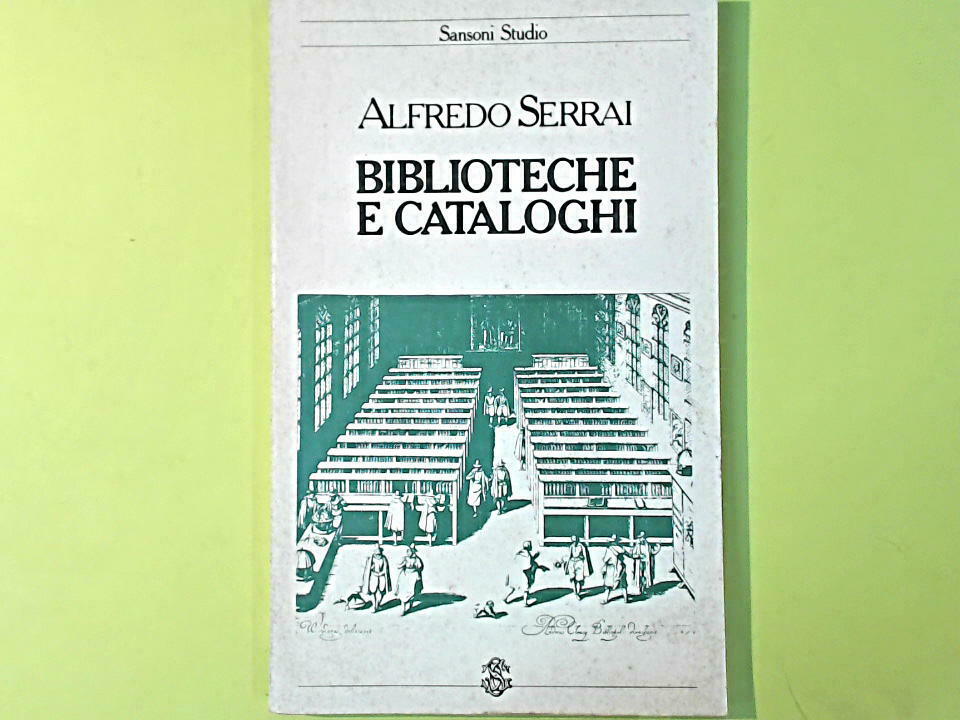 Sansoni Studio
ALFREDO SERRAI
BIBLIOTECHE
E CATALOGHI